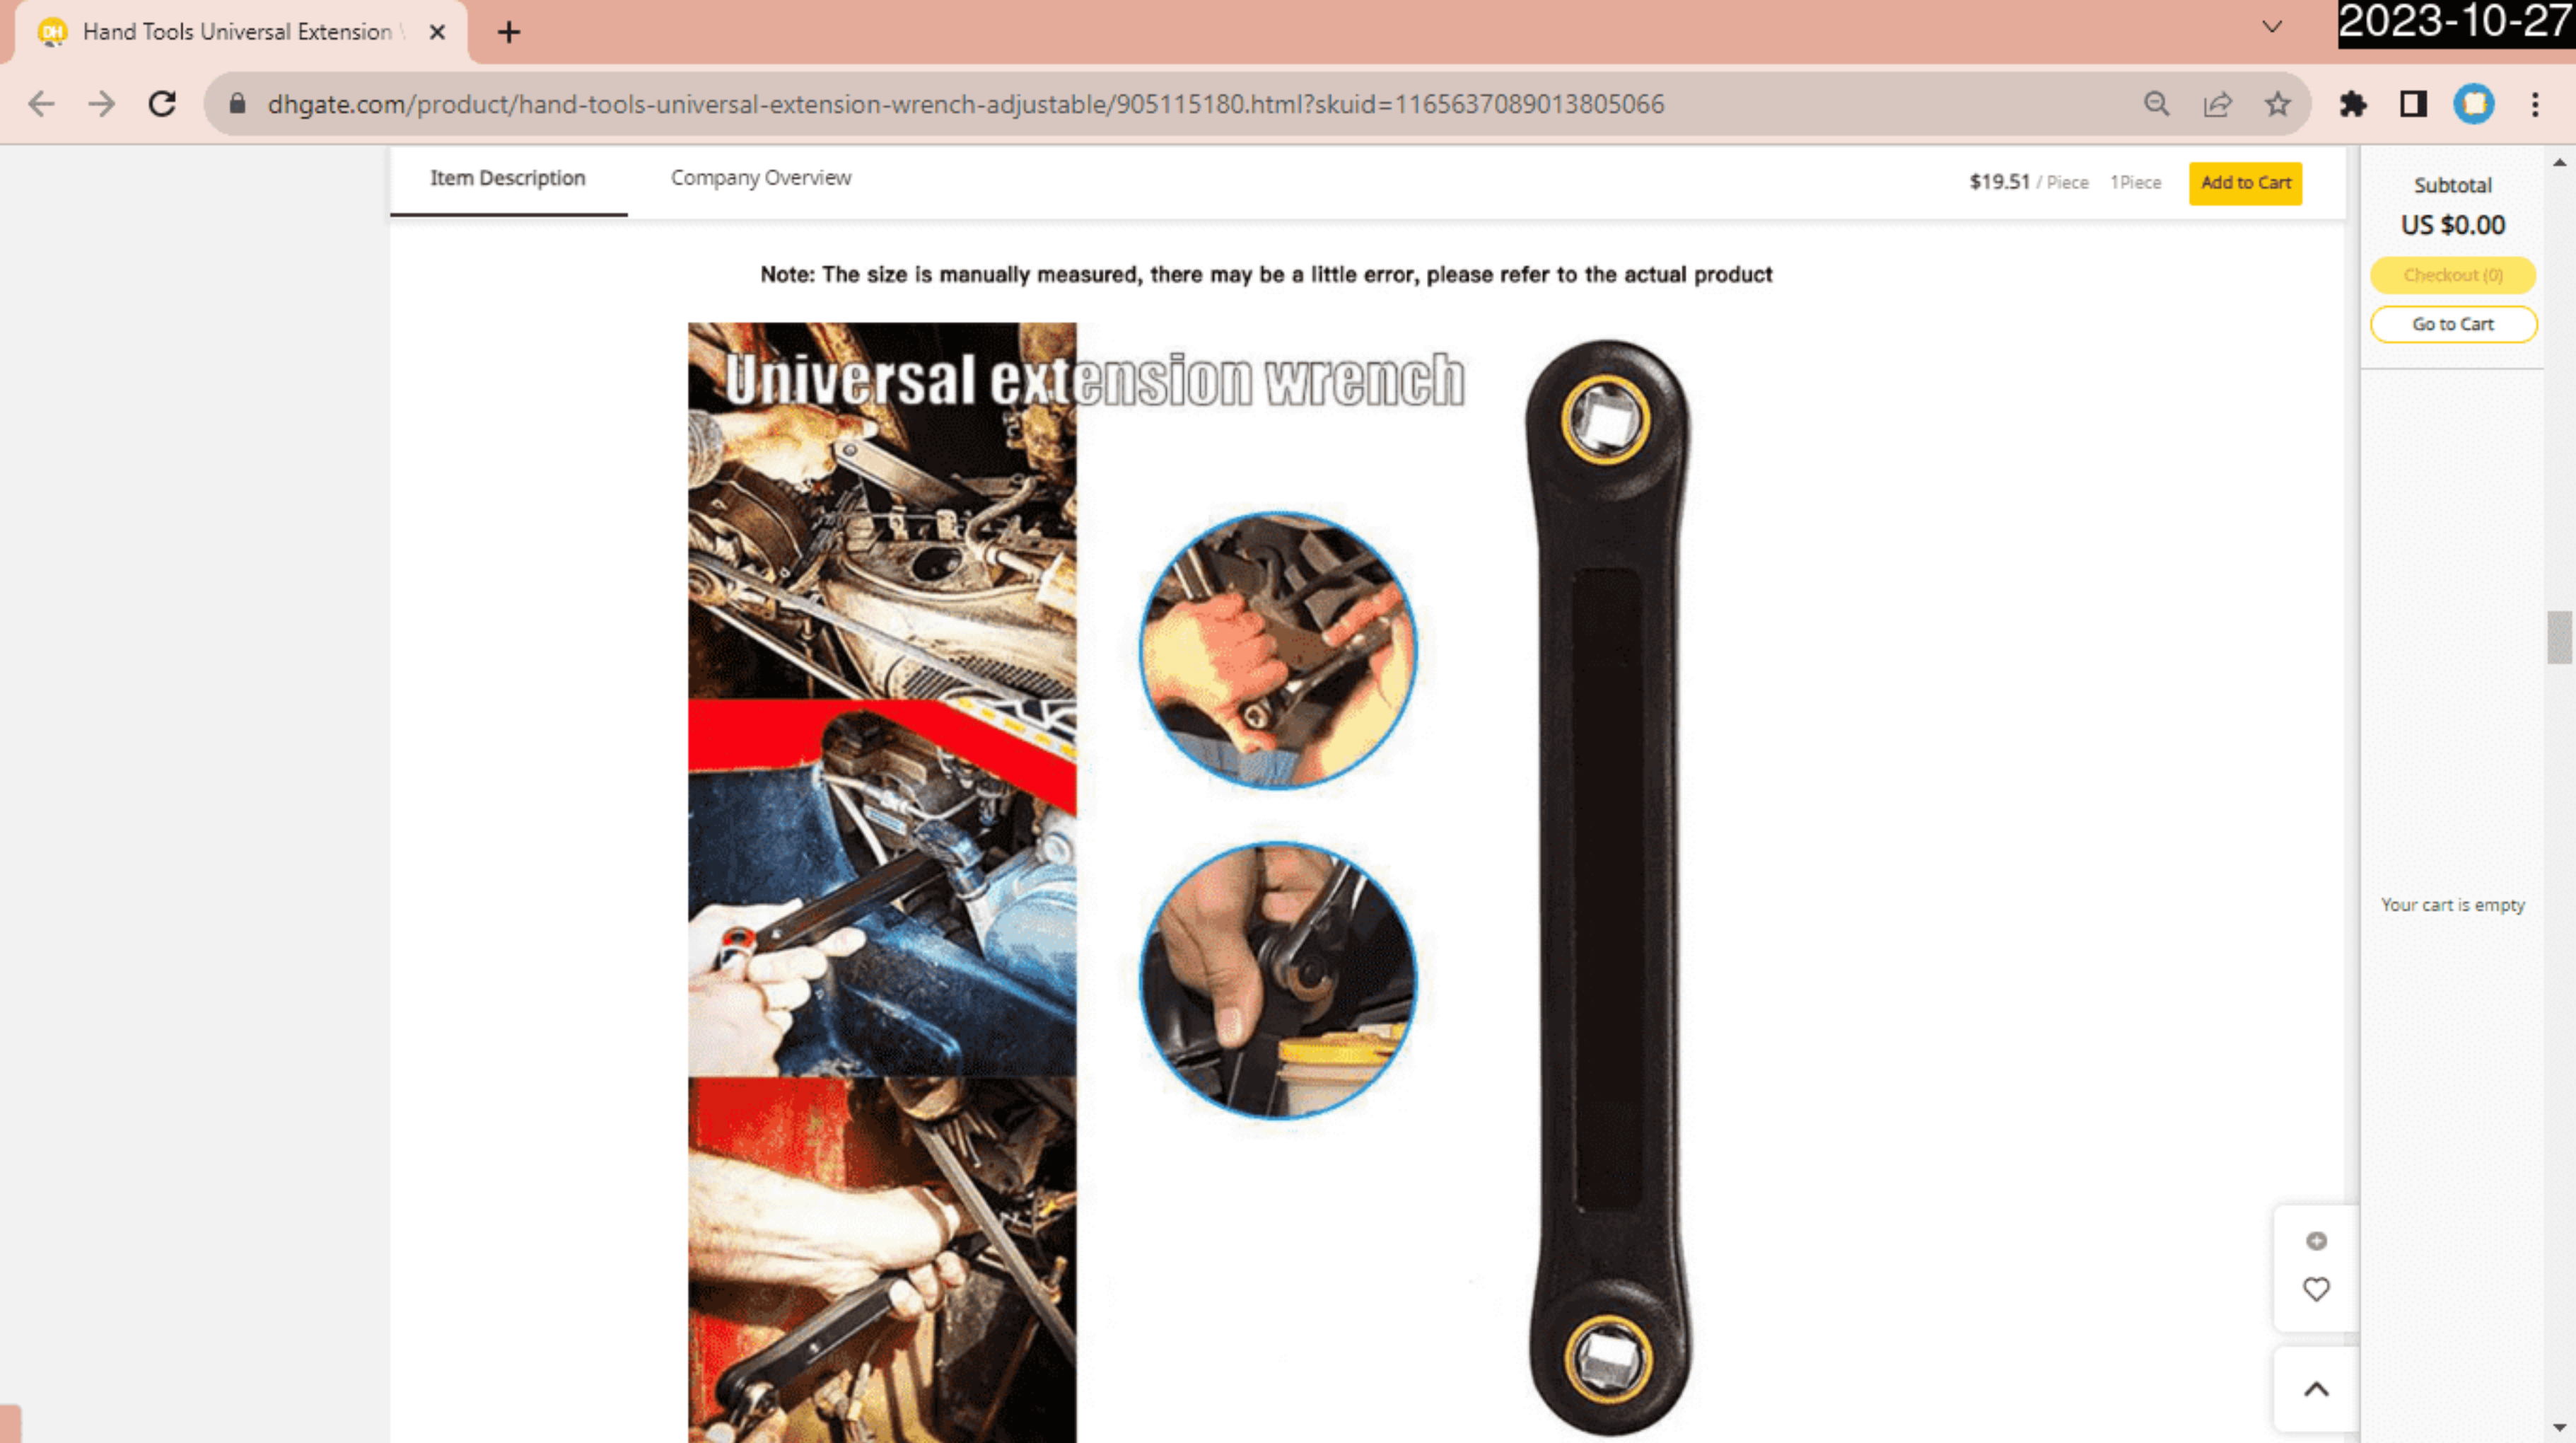 Hand Tools Universal Extension
2023-10-27
dhgate.com/product/hand-tools-universal-extension-wrench-adjustable/905115180.html?skuid=1165637089013805066
Item Description
Company Overview
$19.51 / Piece 1Piece
Add to Cart
Subtotal
US $0.00
Checkout (0)
Go to Cart
Note: The size is manually measured, there may be a little error, please refer to the actual product
Universal extension wrench
Your cart is empty